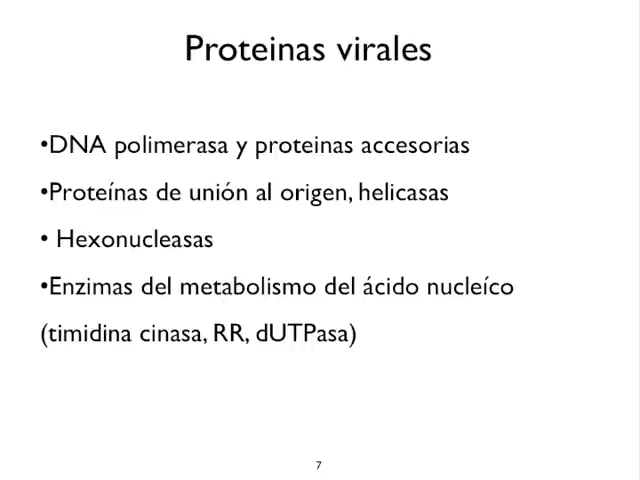 Proteinas virales
•DNA polimerasa y proteinas accesorias
•Proteínas de unión al origen, helicasas
• Hexonucleasas
•Enzimas del metabolismo del ácido nucleíco
(timidina cinasa, RR, dUTPasa)
7